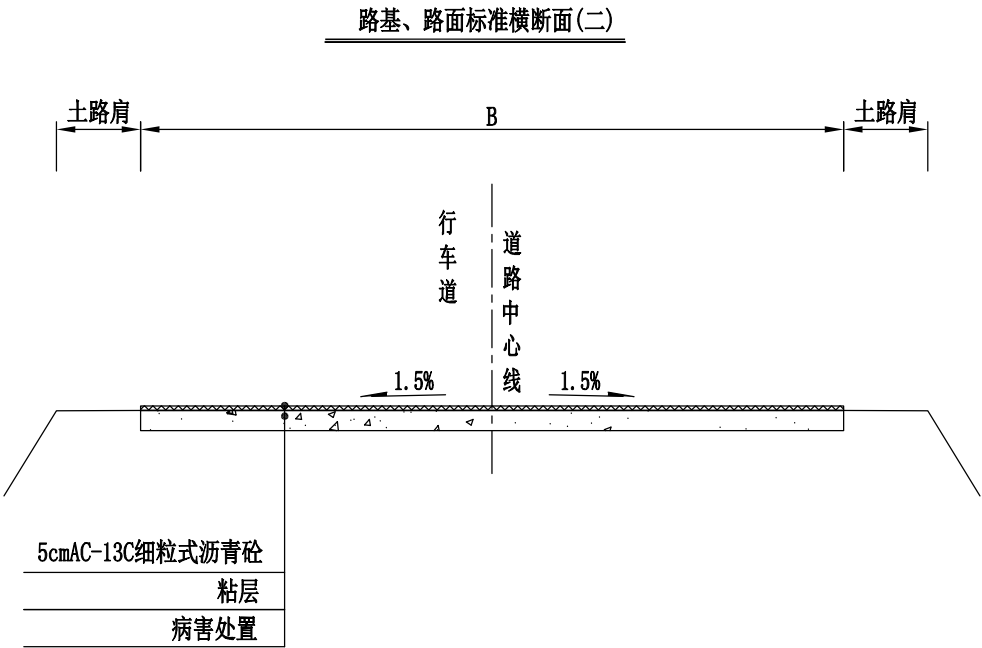 路基、路面标准横断面(二)
土路肩
B
土路肩
行车道
道路中心线
1.5%
1.5%
5cmAC-13C细粒式沥青砼
粘层
病害处置